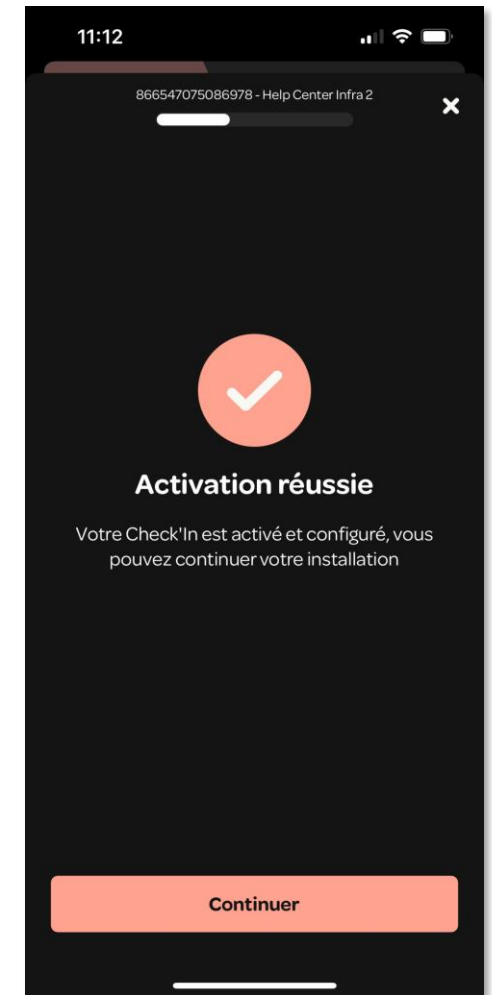 11:12
866547075086978 - Help Center Infra 2
Activation réussie
Votre Check'In est activé et configuré, vous
pouvez continuer votre installation
Continuer